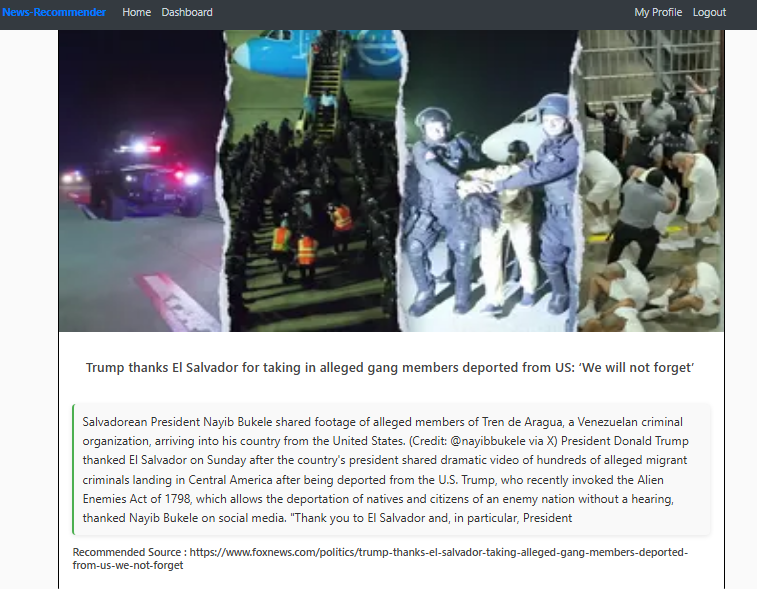 News-Recommender Home Dashboard My Profile Logout
Trump thanks El Salvador for taking in alleged gang members deported from US: ‘We will not forget’
Salvadorean President Nayib Bukele shared footage of alleged members of Tren de Aragua, a Venezuelan criminal
organization, arriving into his country from the United States. (Credit: @nayibbukele via X) President Donald Trump
thanked El Salvador on Sunday after the country's president shared dramatic video of hundreds of alleged migrant
criminals landing in Central America after being deported from the U.S. Trump, who recently invoked the Alien
Enemies Act of 1798, which allows the deportation of natives and citizens of an enemy nation without a hearing,
thanked Nayib Bukele on social media. "Thank you to El Salvador and, in particular, President
Recommended Source : https://www.foxnews.com/politics/trump-thanks-el-salvador-taking-alleged-gang-members-deported-
from-us-we-not-forget